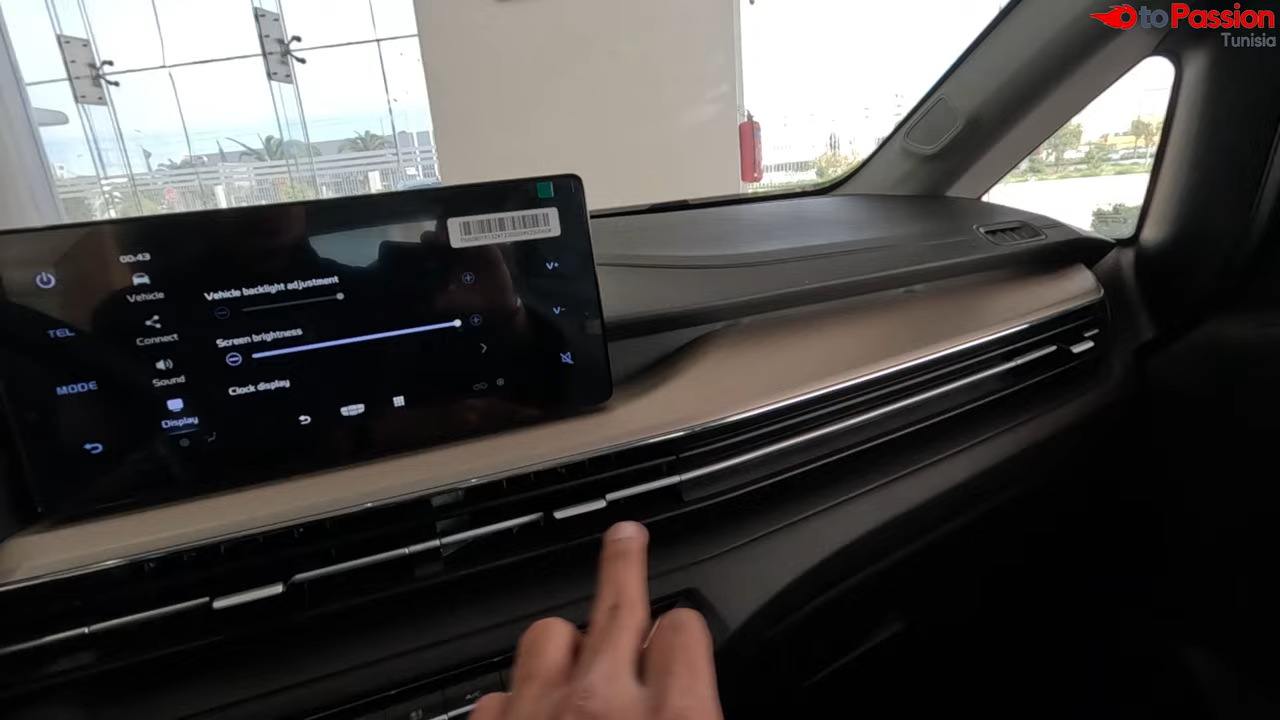 toPassion
Tunisia
00:43
Vehicle
Connect
Sound
Display
TEL
MODE
Vehicle backlight adjustment
Screen brightness
Clock display
V+
V-
A/C